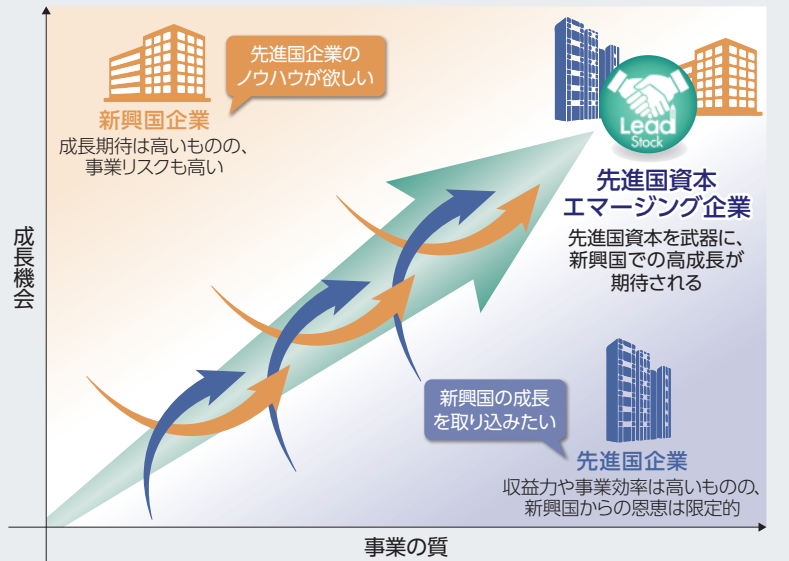 先進国企業の
ノウハウが欲しい
新興国企業
成長期待は高いものの、
事業リスクも高い
Lead
Stock
先進国資本
エマージング企業
先進国資本を武器に、
新興国での高成長が
期待される
成長機会
新興国の成長
を取り込みたい
先進国企業
収益力や事業効率は高いものの、
新興国からの恩恵は限定的
事業の質